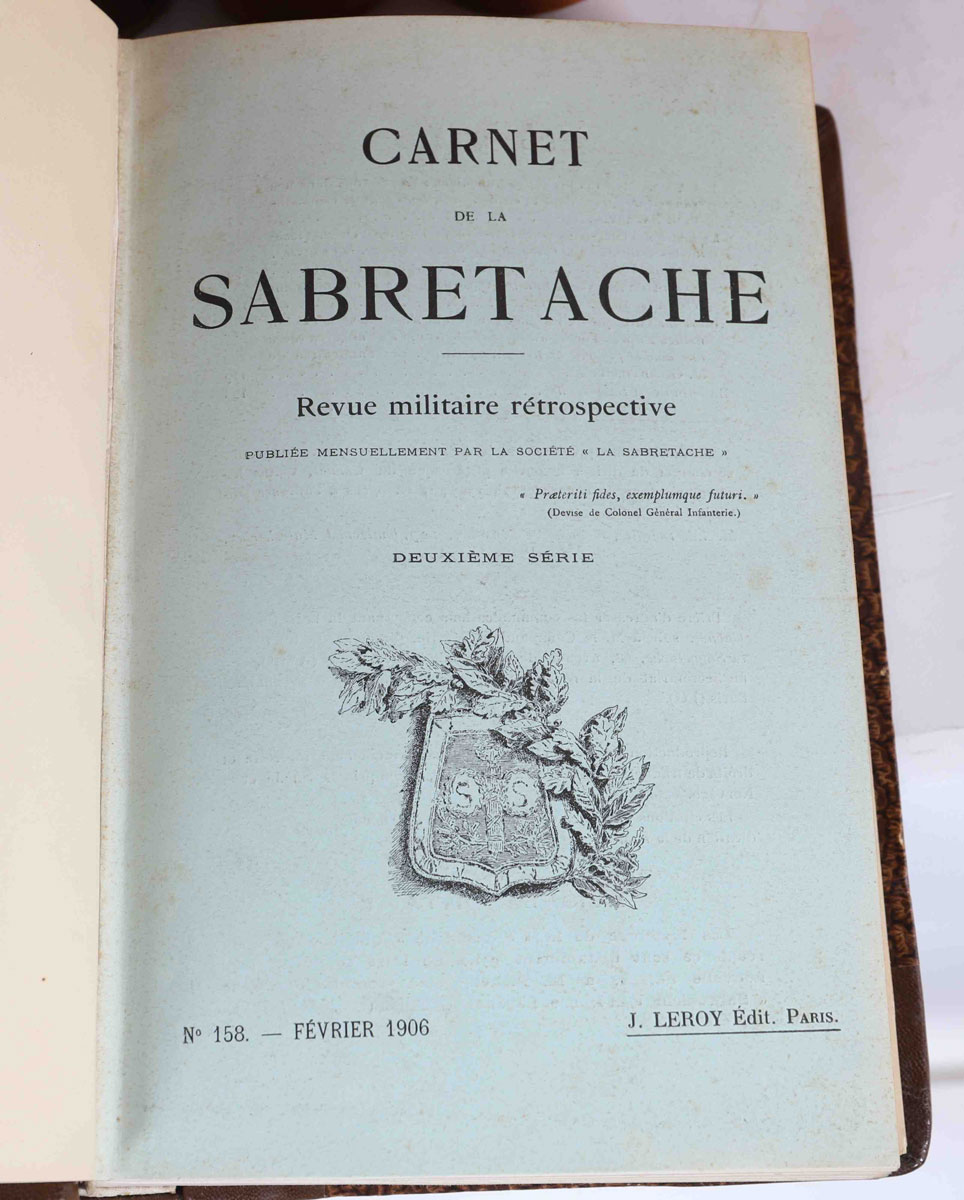 CARNET
DE LA
SABRETACHE
Revue militaire rétrospective
PUBLIÉE MENSUELLEMENT PAR LA SOCIÉTÉ « LA SABRETACHE »
« Præteriti fides, exemplumque futuri. »
(Devise de Colonel Général Infanterie.)
DEUXIÈME SÉRIE
S S
Nº 158. — FÉVRIER 1906
J. LEROY Édit. PARIS.